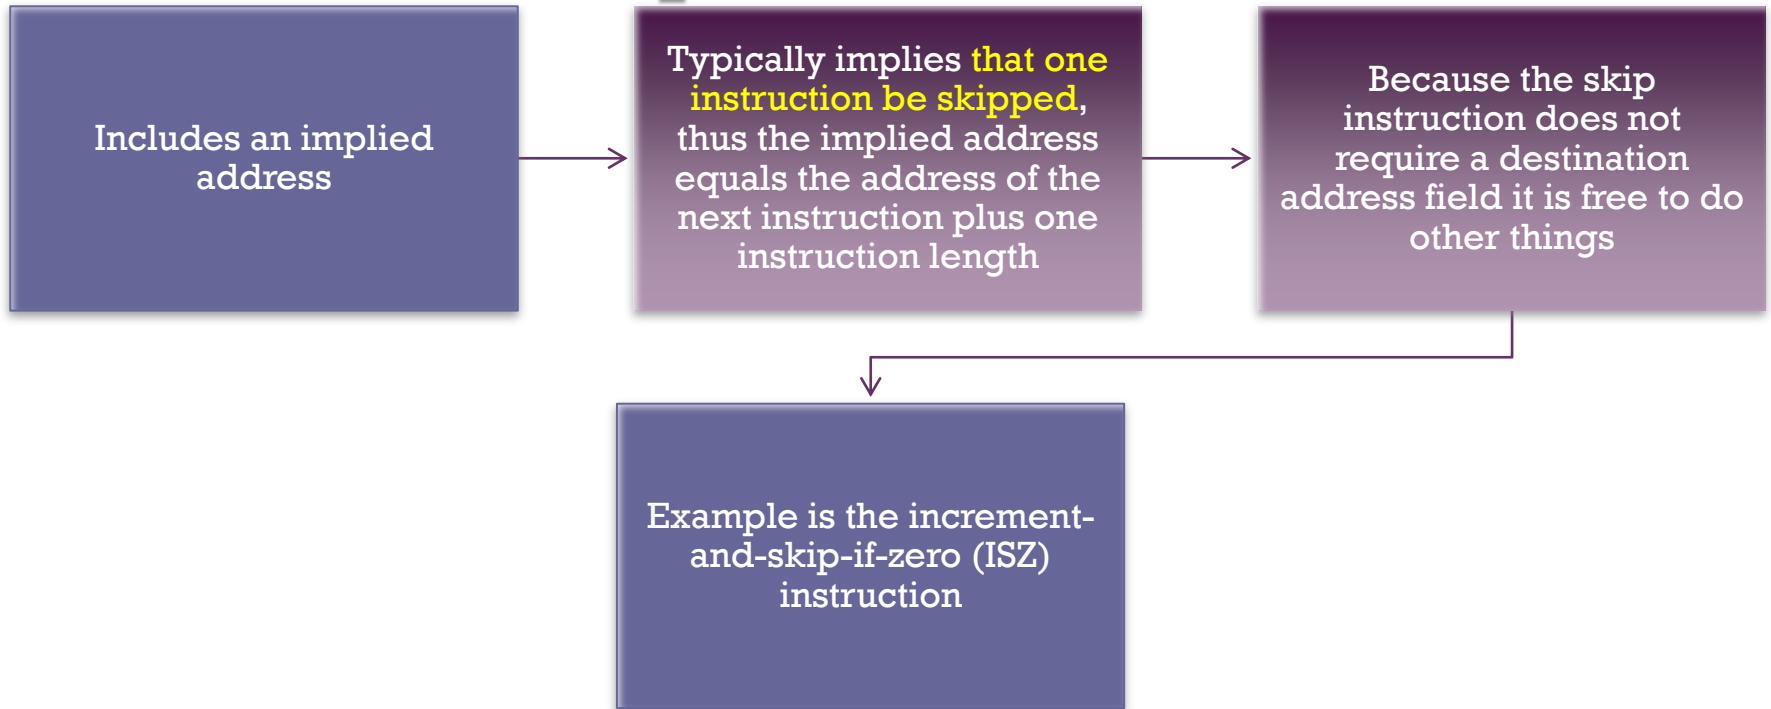 Includes an implied
address
Typically implies that one
instruction be skipped,
thus the implied address
equals the address of the
next instruction plus one
instruction length
Because the skip
instruction does not
require a destination
address field it is free to do
other things
Example is the increment-
and-skip-if-zero (ISZ)
instruction